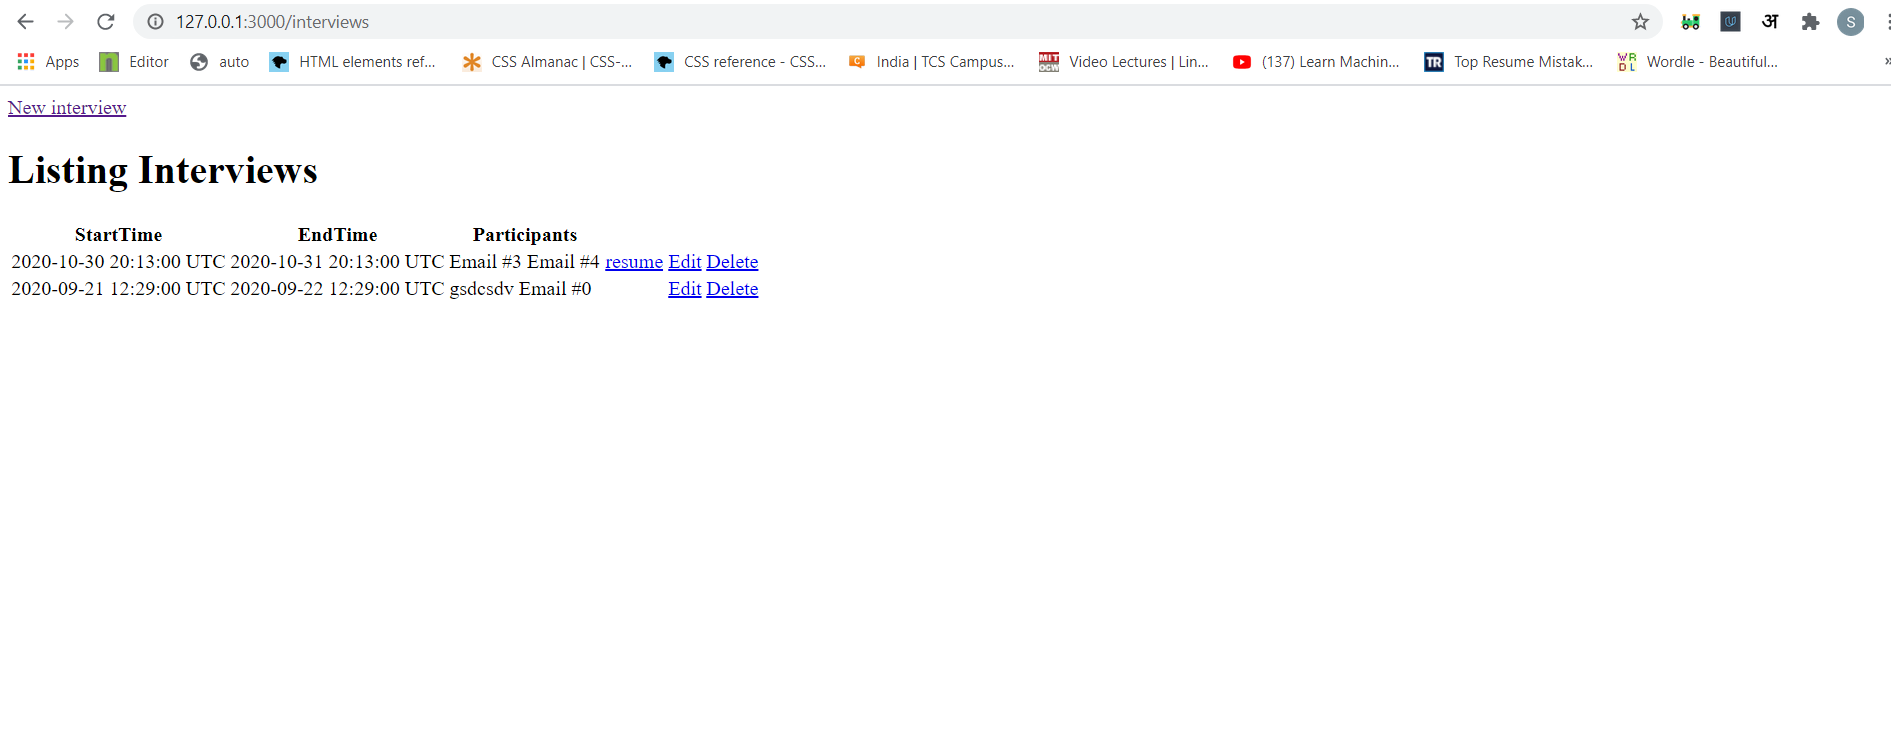 127.0.0.1:3000/interviews
S
Apps Editor auto HTML elements ref... CSS Almanac | CSS-... CSS reference - CSS... India | TCS Campus... MIT OCW Video Lectures | Lin... (137) Learn Machin... TR Top Resume Mistak... Wordle - Beautiful... »
New interview
Listing Interviews
StartTime EndTime Participants
2020-10-30 20:13:00 UTC 2020-10-31 20:13:00 UTC Email #3 Email #4 resume Edit Delete
2020-09-21 12:29:00 UTC 2020-09-22 12:29:00 UTC gsdcsdv Email #0 Edit Delete